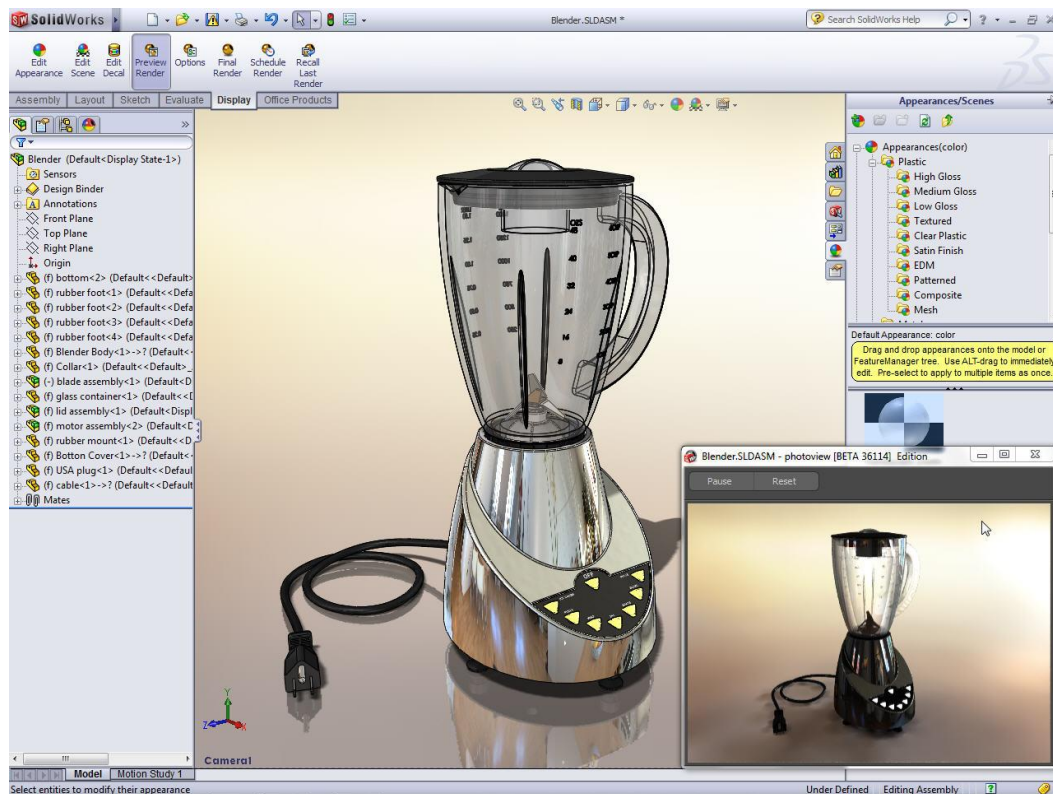 SolidWorks
Blender.SLDASM *
Search SolidWorks Help
Edit Appearance
Edit Scene
Edit Decal
Preview Render
Options
Final Render
Schedule Render
Recall Last Render
Assembly
Layout
Sketch
Evaluate
Display
Office Products
Blender (Default<Display State-1>)
Sensors
Design Binder
Annotations
Front Plane
Top Plane
Right Plane
Origin
(f) bottom<2> (Default<<Default>
(f) rubber foot<1> (Default<<Defa
(f) rubber foot<2> (Default<<Defa
(f) rubber foot<3> (Default<<Defa
(f) rubber foot<4> (Default<<Defa
(f) Blender Body<1>->? (Default<
(f) Collar<1> (Default<<Default>_
(-) blade assembly<1> (Default<D
(f) glass container<1> (Default<<D
(f) lid assembly<1> (Default<Displ
(f) motor assembly<2> (Default<D
(f) rubber mount<1> (Default<<D
(f) Botton Cover<1>->? (Default<
(f) USA plug<1> (Default<<Defaul
(f) cable<1>->? (Default<<Default
Mates
48
40
32
24
16
8
OFF
Y
Z
X
Camera1
Appearances/Scenes
Appearances(color)
Plastic
High Gloss
Medium Gloss
Low Gloss
Textured
Clear Plastic
Satin Finish
EDM
Patterned
Composite
Mesh
Default Appearance: color
Drag and drop appearances onto the model or
FeatureManager tree. Use ALT-drag to immediately
edit. Pre-select to apply to multiple items as once.
Blender.SLDASM - photoview [BETA 36114] Edition
Pause
Reset
Model
Motion Study 1
Select entities to modify their appearance
Under Defined
Editing Assembly